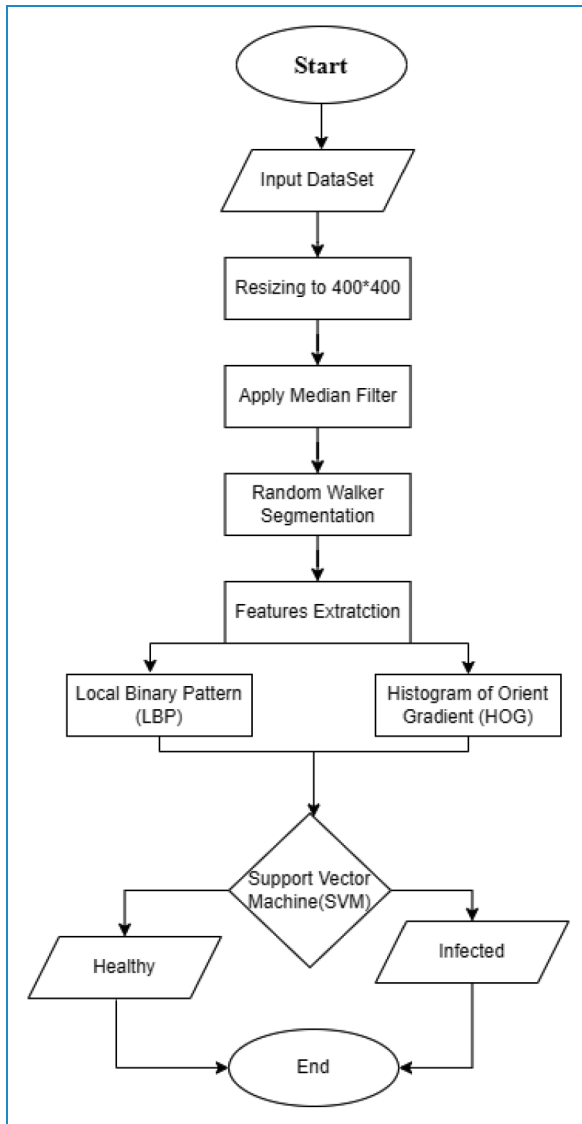 Start
Input DataSet
Resizing to 400*400
Apply Median Filter
Random Walker
Segmentation
Features Extratction
Local Binary Pattern
(LBP)
Histogram of Orient
Gradient (HOG)
Support Vector
Machine(SVM)
Healthy
Infected
End